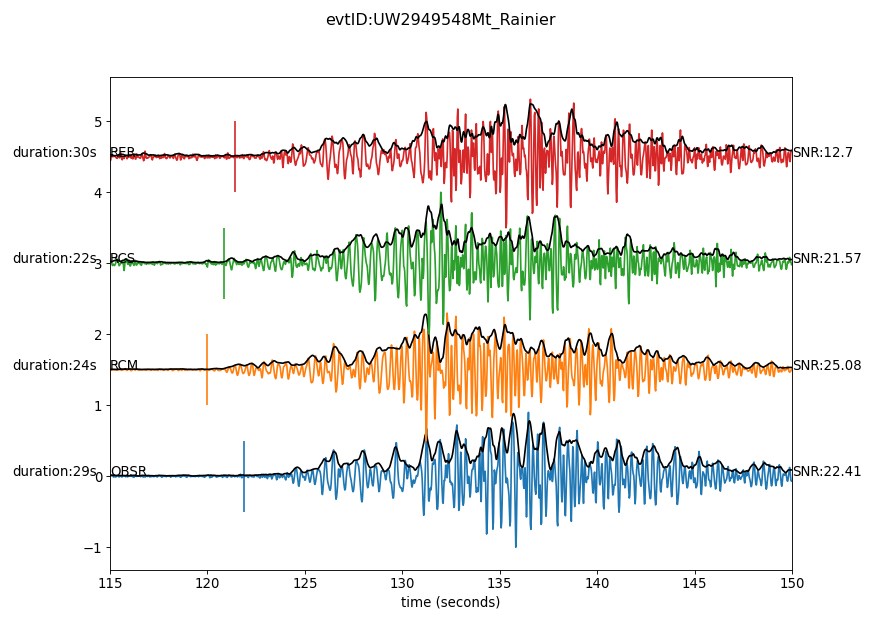 evtID:UW2949548Mt_Rainier
5
duration:30s RER SNR:12.7
4
duration:22s RCS SNR:21.57
3
2
duration:24s RCM SNR:25.08
1
duration:29s OBSR SNR:22.41
0
−1
115 120 125 130 135 140 145 150
time (seconds)